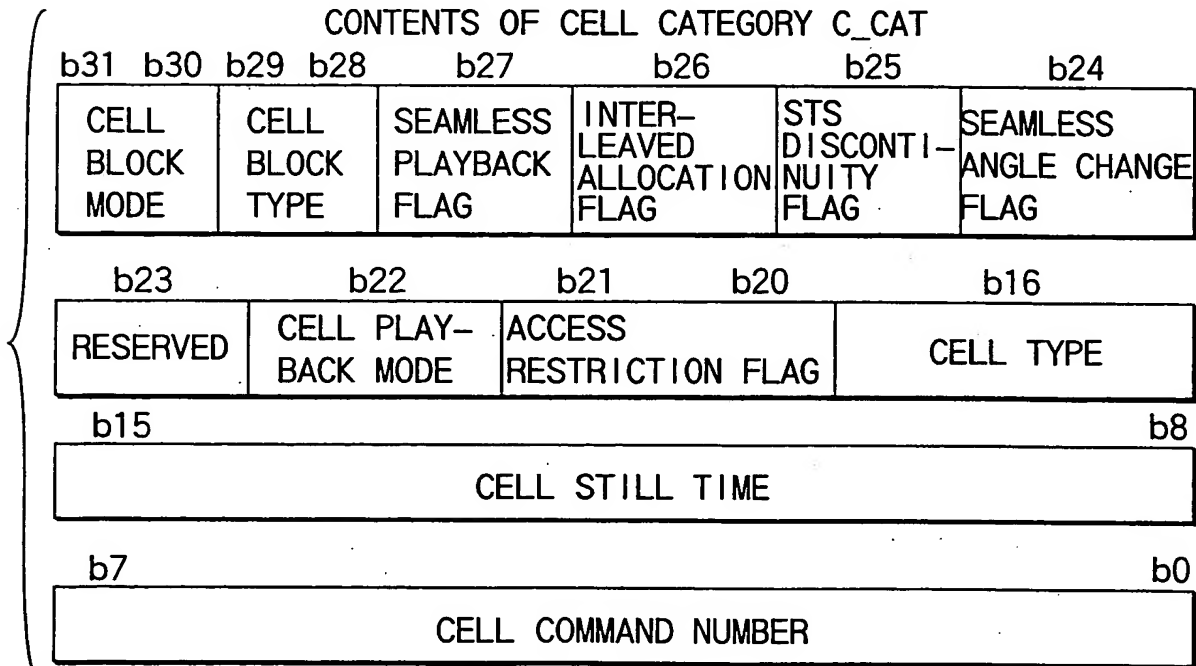 CONTENTS OF CELL CATEGORY C_CAT
b31 b30 b29 b28 b27 b26 b25 b24
CELL BLOCK MODE
CELL BLOCK TYPE
SEAMLESS PLAYBACK FLAG
INTER-LEAVED ALLOCATION FLAG
STS DISCONTI-NUITY FLAG
SEAMLESS ANGLE CHANGE FLAG
b23 b22 b21 b20 b16
RESERVED
CELL PLAY-BACK MODE
ACCESS RESTRICTION FLAG
CELL TYPE
b15 b8
CELL STILL TIME
b7 b0
CELL COMMAND NUMBER